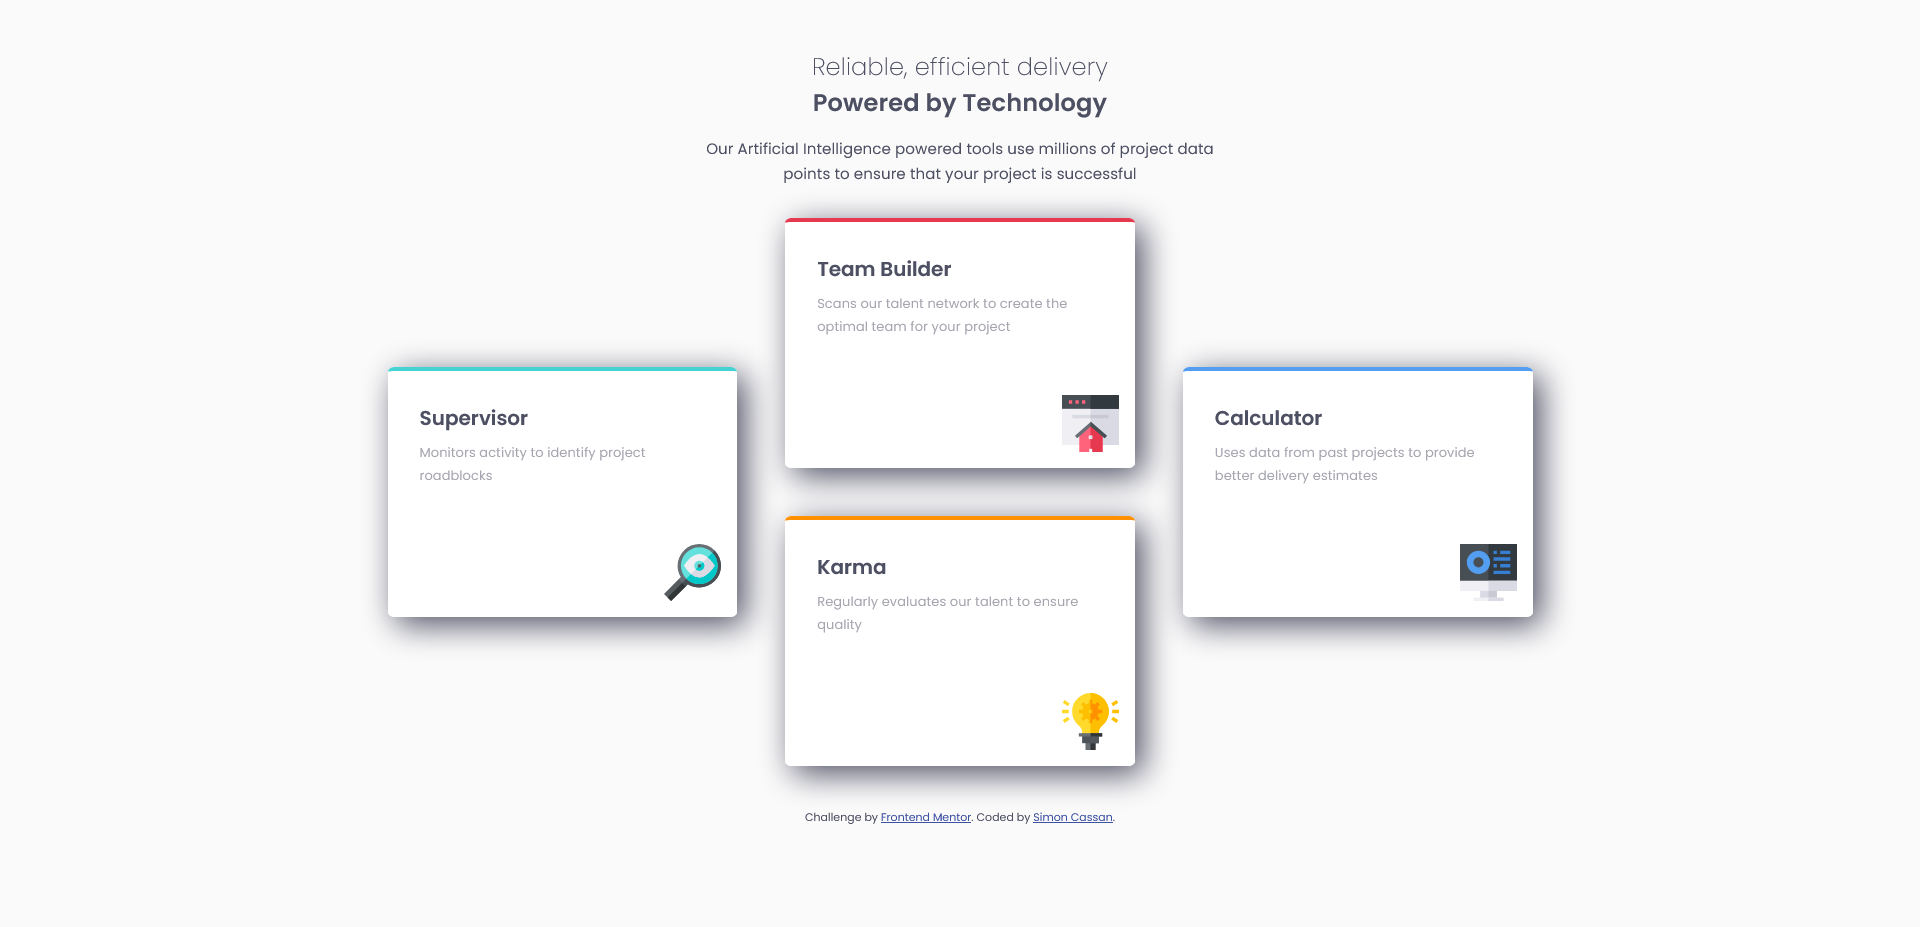 Reliable, efficient delivery
Powered by Technology
Our Artificial Intelligence powered tools use millions of project data
points to ensure that your project is successful
Supervisor
Monitors activity to identify project
roadblocks
Team Builder
Scans our talent network to create the
optimal team for your project
Karma
Regularly evaluates our talent to ensure
quality
Calculator
Uses data from past projects to provide
better delivery estimates
Challenge by Frontend Mentor. Coded by Simon Cassan.